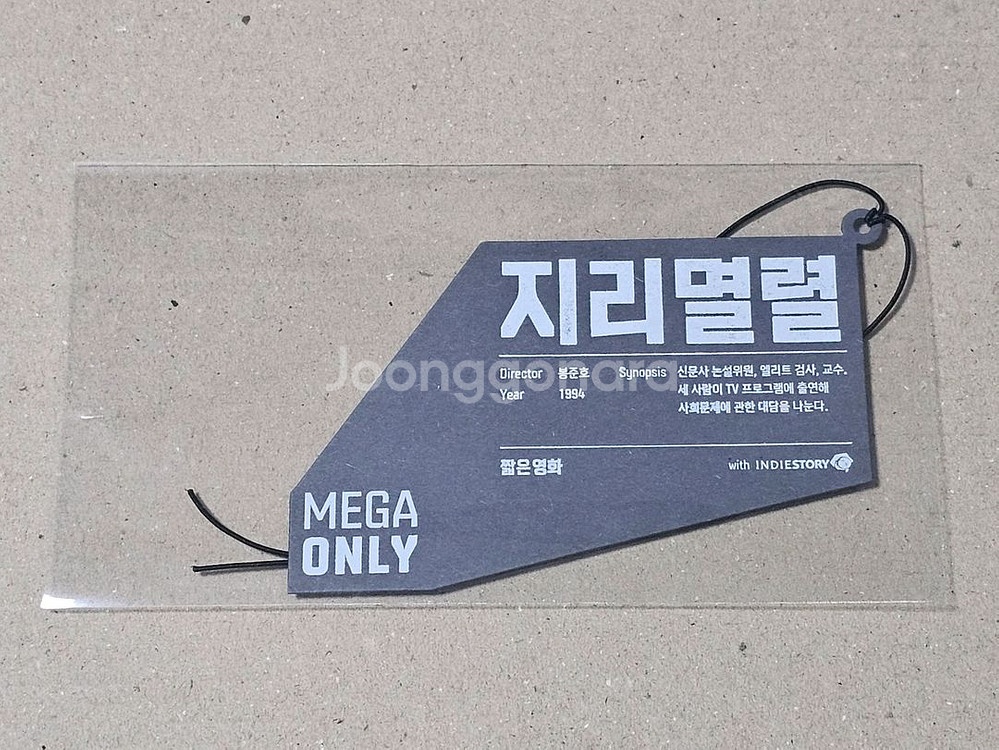 지리멸렬
Director 봉준호
Year 1994
Synopsis 신문사 논설위원, 엘리트 검사, 교수.
세 사람이 TV 프로그램에 출연해
사회문제에 관한 대담을 나눈다.
짧은영화
with INDIESTORY
MEGA
ONLY
Joonggonara